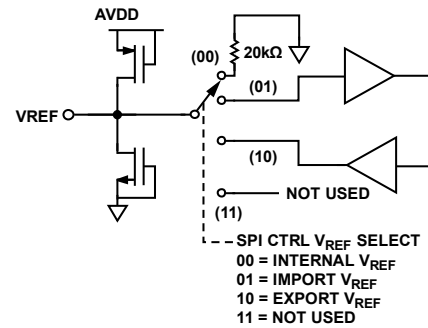 AVDD
(00)
20kΩ
(01)
VREF
(10)
NOT USED
(11)
SPI CTRL VREF SELECT
00 = INTERNAL VREF
01 = IMPORT VREF
10 = EXPORT VREF
11 = NOT USED